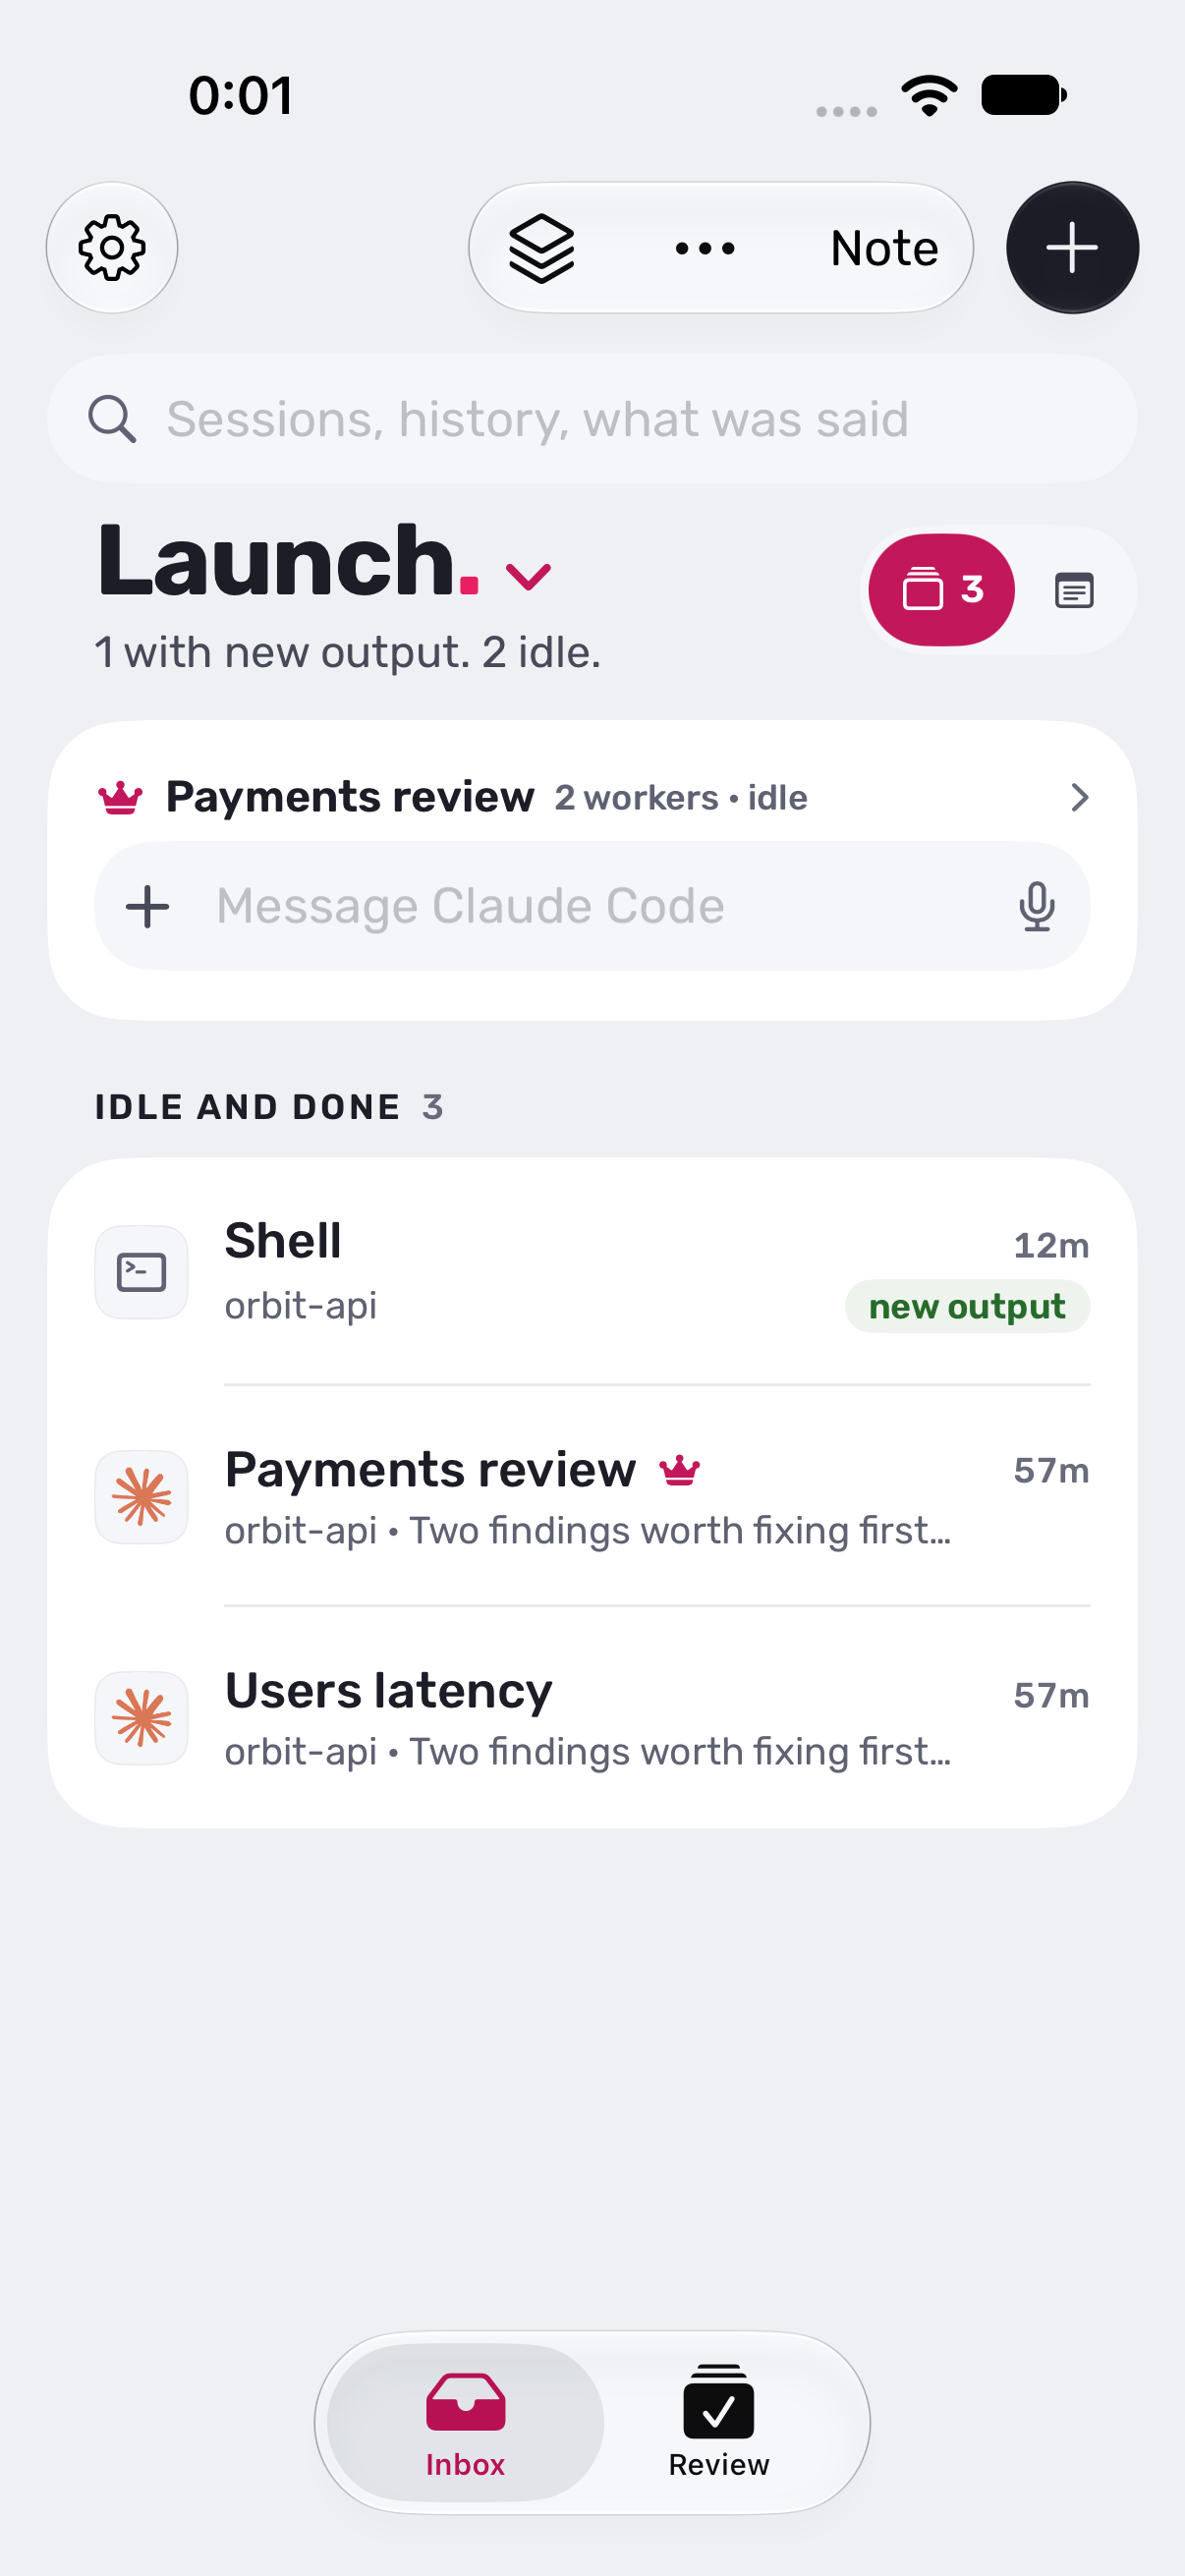 0:01
Note
Sessions, history, what was said
Launch.
3
1 with new output. 2 idle.
Payments review 2 workers • idle
Message Claude Code
IDLE AND DONE 3
Shell
12m
orbit-api
new output
Payments review
57m
orbit-api • Two findings worth fixing first...
Users latency
57m
orbit-api • Two findings worth fixing first...
Inbox
Review